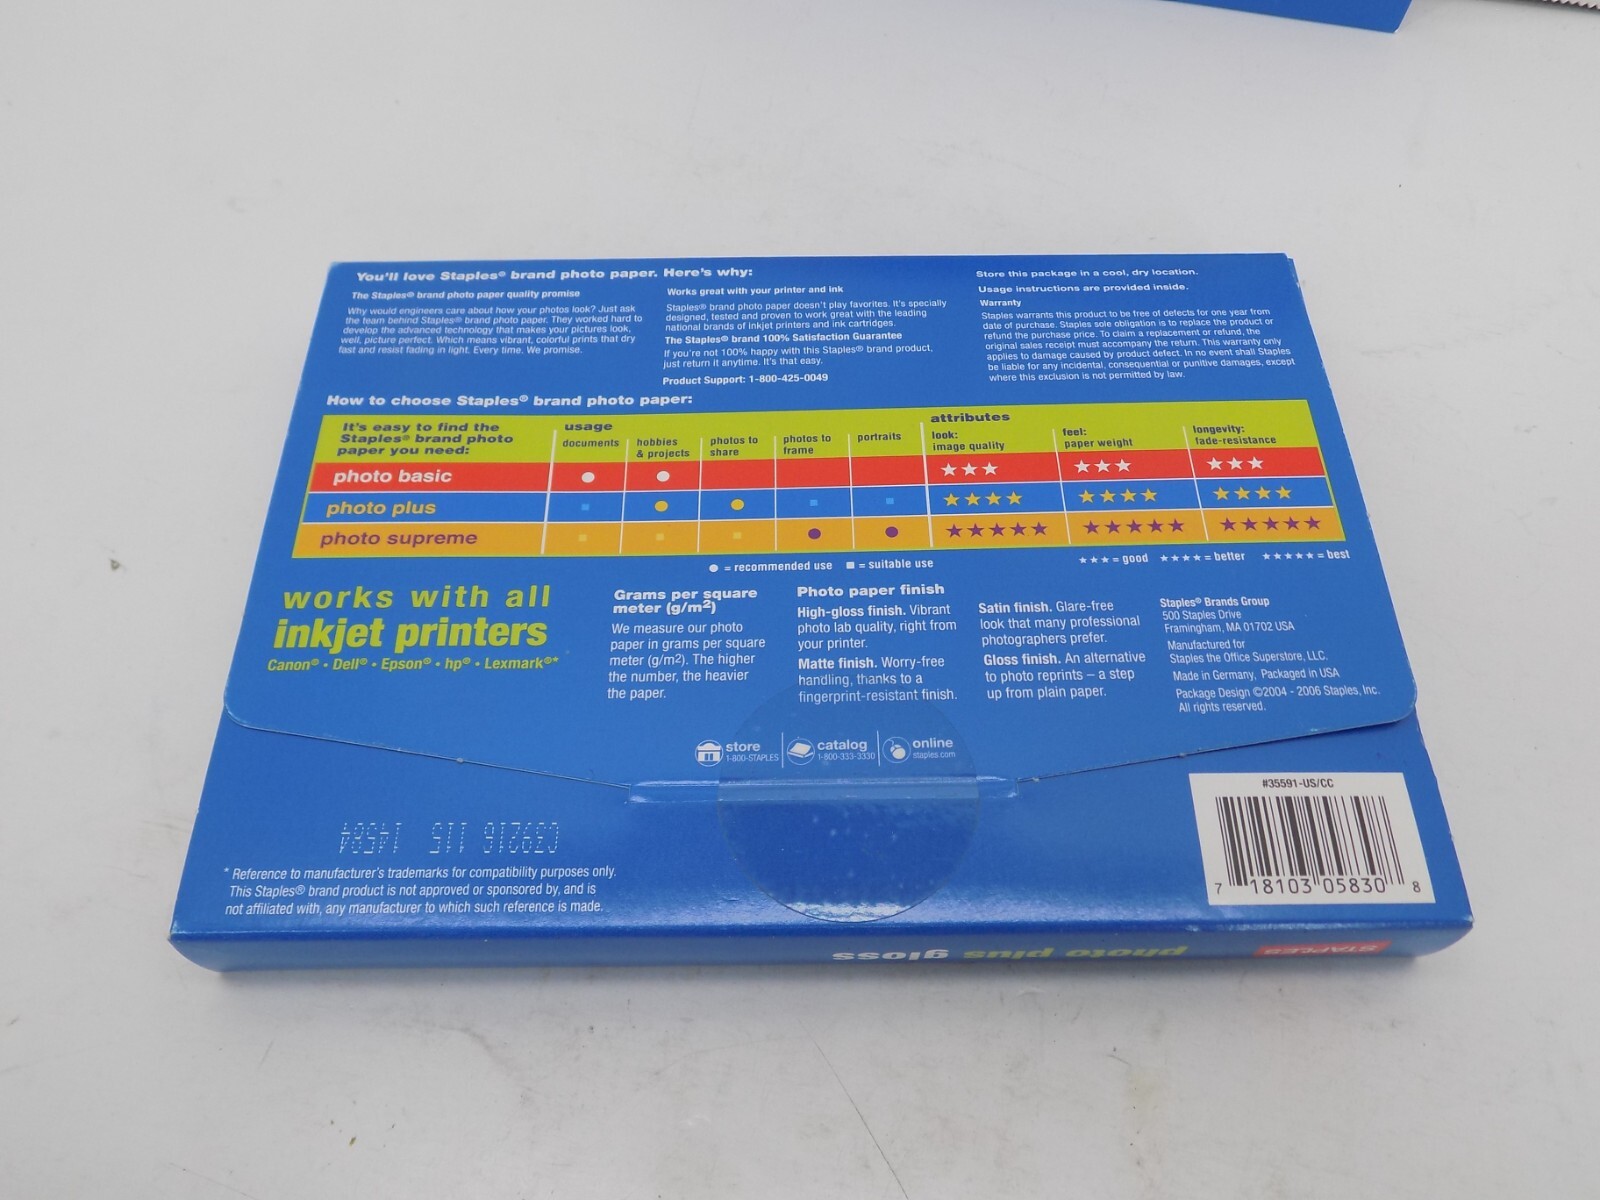 You'll love Staples® brand photo paper. Here's why:
The Staples® brand photo paper quality promise
Why would engineers care about how your photos look? Just ask
the team behind Staples® brand photo paper. They worked hard to
develop the advanced technology that makes your pictures look,
well, picture perfect. Which means vibrant, colorful prints that dry
fast and resist fading in light. Every time. We promise.
Works great with your printer and ink
Staples® brand photo paper doesn't play favorites. It's specially
designed, tested and proven to work great with the leading
national brands of inkjet printers and ink cartridges.
The Staples® brand 100% Satisfaction Guarantee
If you're not 100% happy with this Staples® brand product,
just return it anytime. It's that easy.
Product Support: 1-800-425-0049
Store this package in a cool, dry location.
Usage instructions are provided inside.
Warranty
Staples warrants this product to be free of defects for one year from
date of purchase. Staples sole obligation is to replace the product or
refund the purchase price. To claim a replacement or refund, the
original sales receipt must accompany the return. This warranty only
applies to damage caused by product defect. In no event shall Staples
be liable for any incidental, consequential or punitive damages, except
where this exclusion is not permitted by law.
How to choose Staples® brand photo paper:
It's easy to find the
Staples® brand photo
paper you need:
usage
documents
hobbies
& projects
photos to
share
photos to
frame
portraits
attributes
look:
image quality
feel:
paper weight
longevity:
fade-resistance
photo basic ● ● ★★★ ★★★ ★★★
photo plus ■ ● ● ■ ■ ★★★★ ★★★★ ★★★★
photo supreme ■ ■ ■ ● ● ★★★★★ ★★★★★ ★★★★★
● = recommended use ■ = suitable use
★★★ = good ★★★★ = better ★★★★★ = best
works with all
inkjet printers
Canon® • Dell® • Epson® • hp® • Lexmark®*
Grams per square
meter (g/m²)
We measure our photo
paper in grams per square
meter (g/m²). The higher
the number, the heavier
the paper.
Photo paper finish
High-gloss finish. Vibrant
photo lab quality, right from
your printer.
Matte finish. Worry-free
handling, thanks to a
fingerprint-resistant finish.
Satin finish. Glare-free
look that many professional
photographers prefer.
Gloss finish. An alternative
to photo reprints – a step
up from plain paper.
Staples® Brands Group
500 Staples Drive
Framingham, MA 01702 USA
Manufactured for
Staples the Office Superstore, LLC.
Made in Germany, Packaged in USA
Package Design ©2004 - 2006 Staples, Inc.
All rights reserved.
store
1-800-STAPLES
catalog
1-800-333-3330
online
staples.com
C39216 115 14584
* Reference to manufacturer's trademarks for compatibility purposes only.
This Staples® brand product is not approved or sponsored by, and is
not affiliated with, any manufacturer to which such reference is made.
#35591-US/CC
7 18103 05830 8
STAPLES photo plus gloss